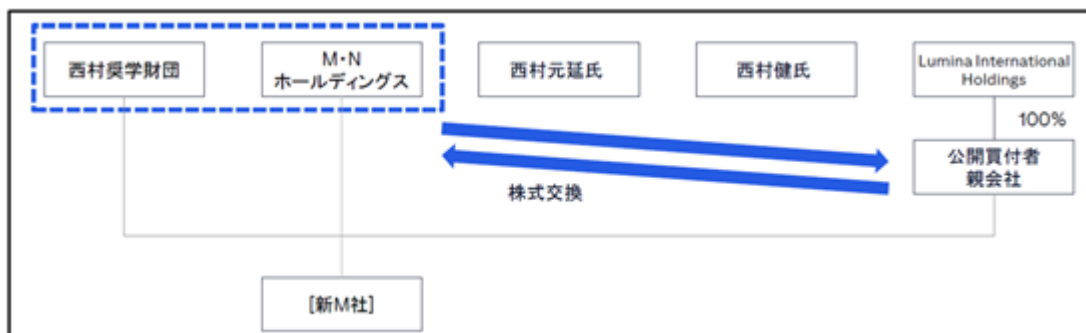 西村奨学財団
M・N
ホールディングス
西村元延氏
西村健氏
Lumina International
Holdings
100%
公開買付者
親会社
株式交換
[新M社]